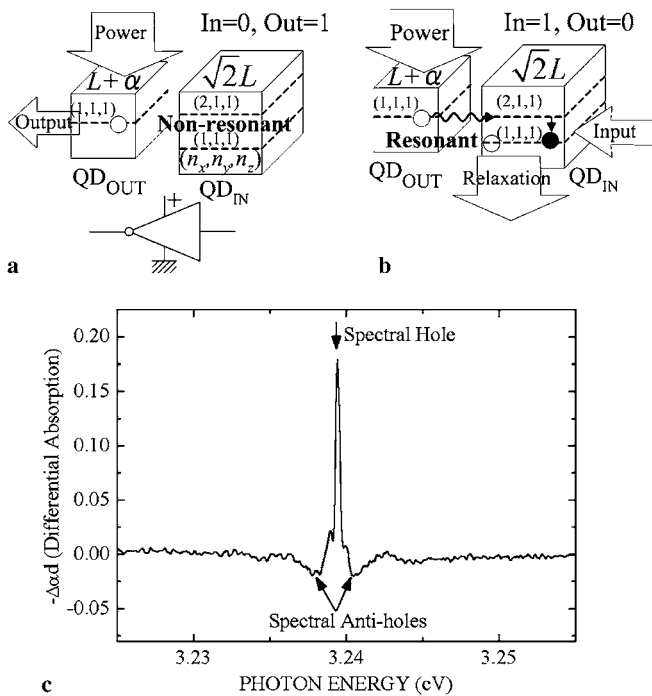 In=0, Out=1
Power
L + α
√2L
(1,1,1)
(2,1,1)
Output
Non-resonant
(1,1,1)
(nx,ny,nz)
QDOUT
QDIN
+
a
In=1, Out=0
Power
L + α
√2L
(1,1,1)
(2,1,1)
Resonant
(1,1,1)
Input
QDOUT
Relaxation
QDIN
b
-Δαd (Differential Absorption)
0.20
0.15
0.10
0.05
0.00
-0.05
Spectral Hole
Spectral Anti-holes
3.23
3.24
3.25
PHOTON ENERGY (eV)
c